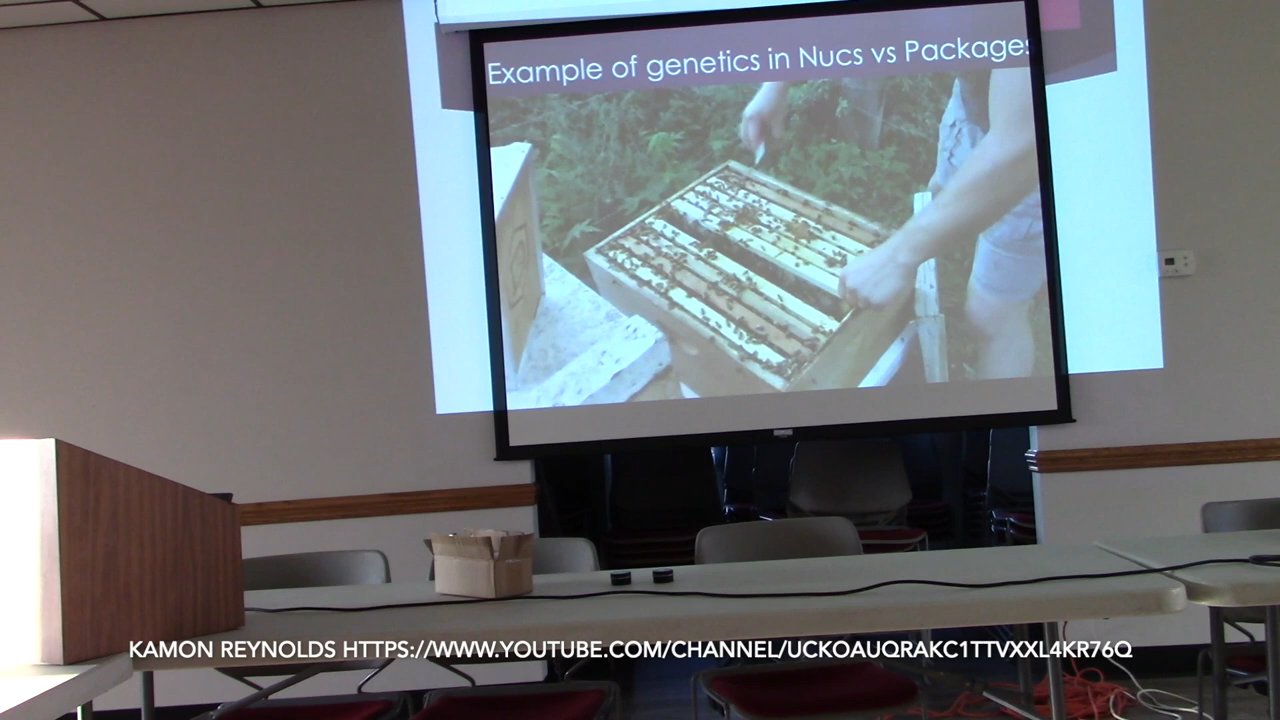 Example of genetics in Nucs vs Packages
KAMON REYNOLDS HTTPS://WWW.YOUTUBE.COM/CHANNEL/UCKOAUQRAKC1TTVXXL4KR76Q